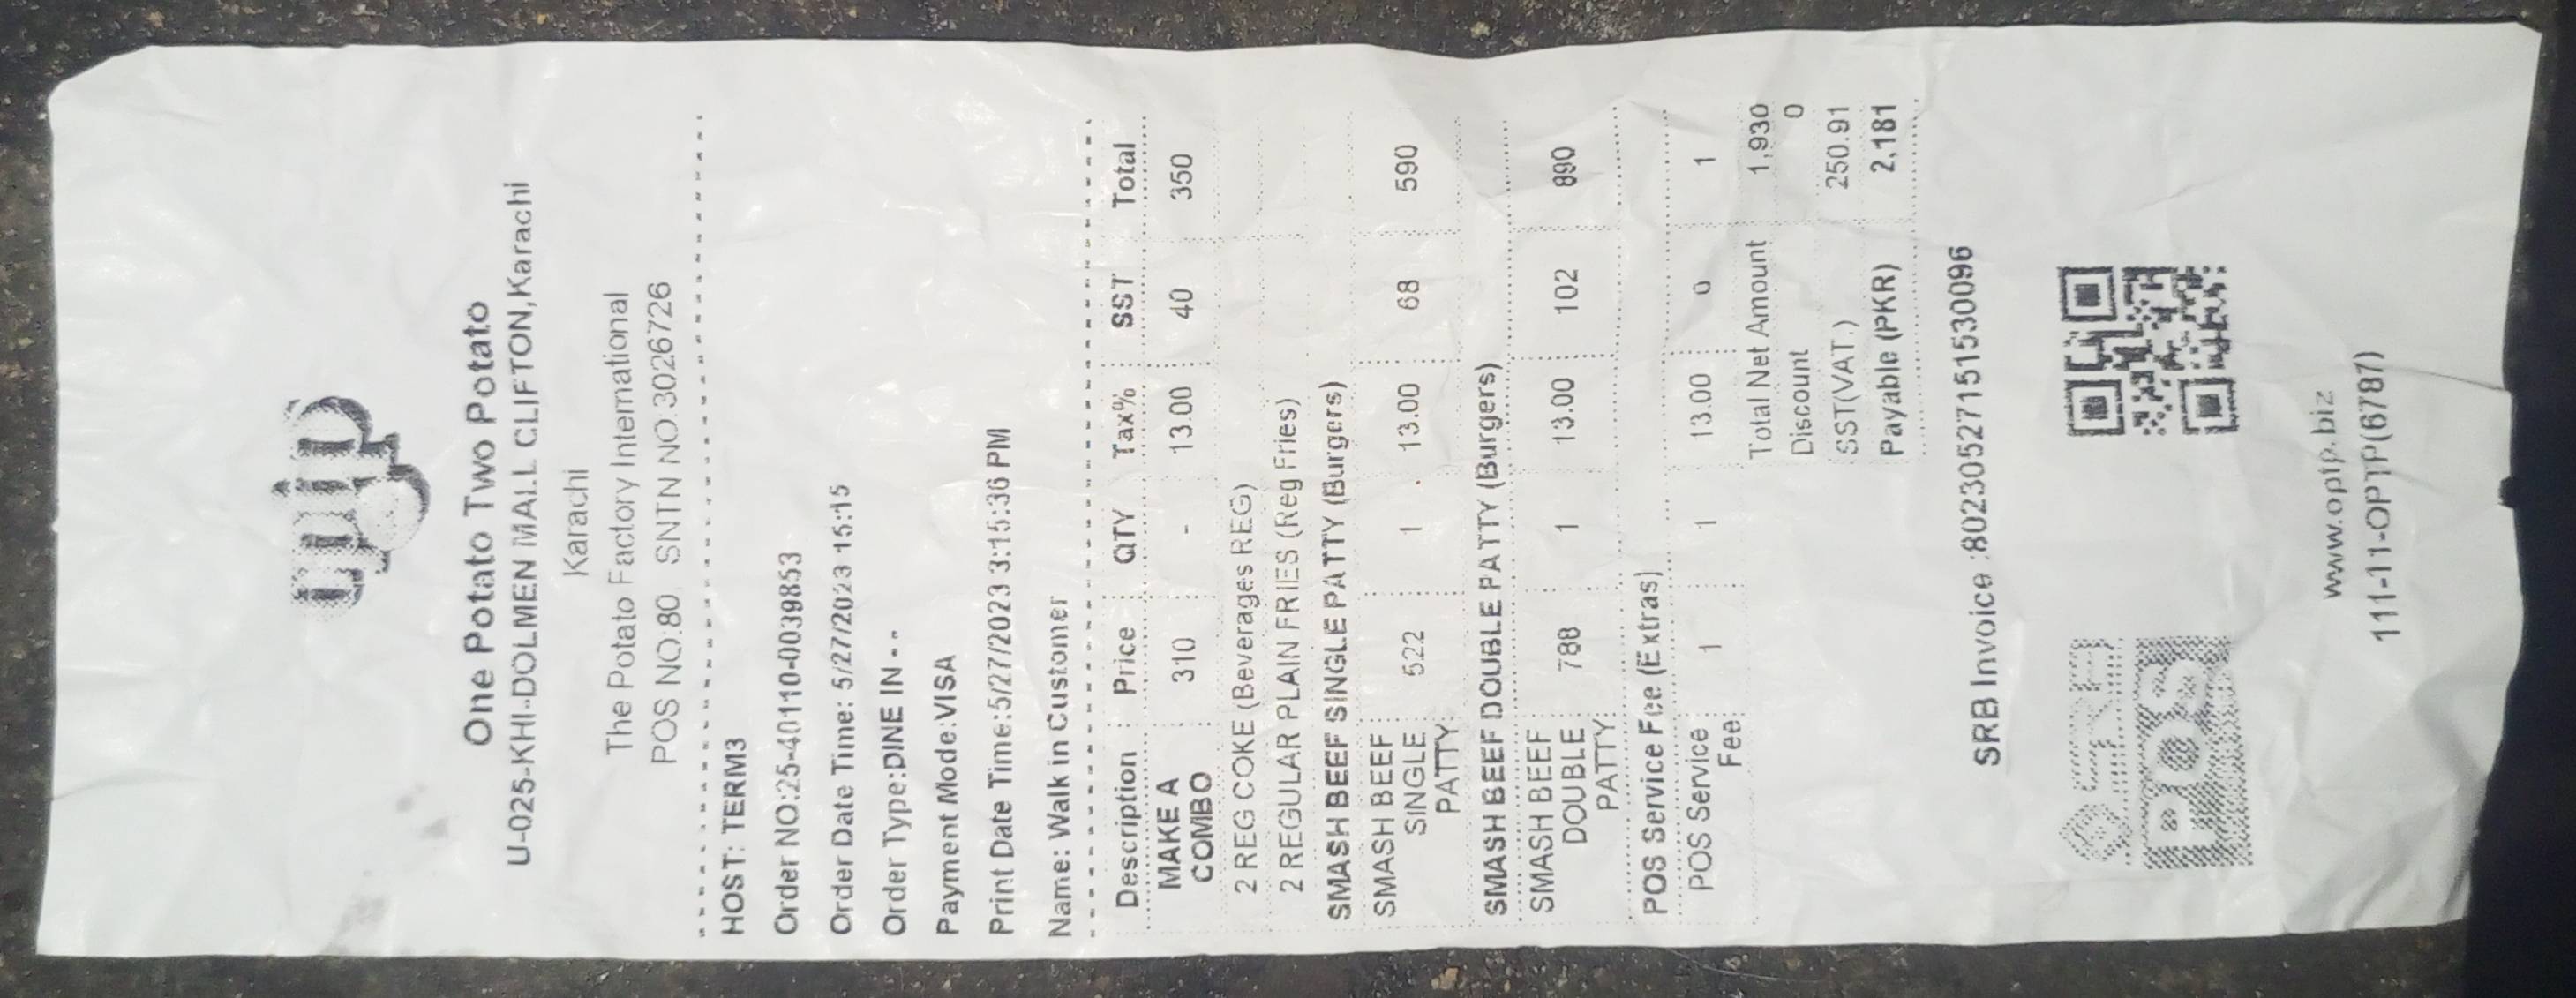 optp
One Potato Two Potato
U-025-KHI-DOLMEN MALL CLIFTON,Karachi
Karachi
The Potato Factory International
POS NO:80 SNTN NO.3026726
HOST: TERM3
Order NO:25-40110-0039853
Order Date Time: 5/27/2023 15:15
Order Type:DINE IN - -
Payment Mode:VISA
Print Date Time:5/27/2023 3:15:36 PM
Name: Walk in Customer
Description Price QTY Tax% SST Total
MAKE A 310 - 13.00 40 350
COMBO
2 REG COKE (Beverages REG)
2 REGULAR PLAIN FRIES (Reg Fries)
SMASH BEEF SINGLE PATTY (Burgers)
SMASH BEEF 522 1 13.00 68 590
SINGLE
PATTY
SMASH BEEF DOUBLE PATTY (Burgers)
SMASH BEEF 788 1 13.00 102 890
DOUBLE
PATTY
POS Service Fee (Extras)
POS Service 1 1 13.00 0 1
Fee
Total Net Amount 1,930
Discount 0
SST(VAT.) 250.91
Payable (PKR) 2,181
SRB Invoice :80230527151530096
SRB
POS
www.optp.biz
111-11-OPTP(6787)